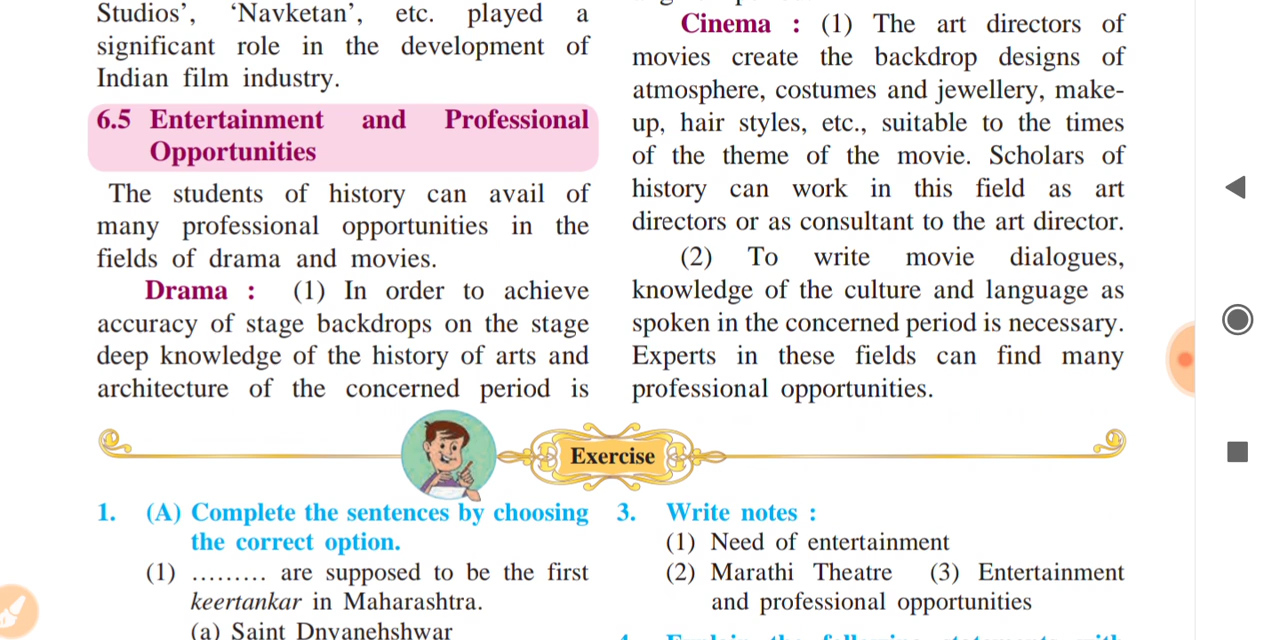 Studios’, ‘Navketan’, etc. played a
significant role in the development of
Indian film industry.
6.5 Entertainment and Professional
Opportunities
The students of history can avail of
many professional opportunities in the
fields of drama and movies.
Drama : (1) In order to achieve
accuracy of stage backdrops on the stage
deep knowledge of the history of arts and
architecture of the concerned period is
Cinema : (1) The art directors of
movies create the backdrop designs of
atmosphere, costumes and jewellery, make-
up, hair styles, etc., suitable to the times
of the theme of the movie. Scholars of
history can work in this field as art
directors or as consultant to the art director.
(2) To write movie dialogues,
knowledge of the culture and language as
spoken in the concerned period is necessary.
Experts in these fields can find many
professional opportunities.
Exercise
1. (A) Complete the sentences by choosing
the correct option.
(1) ......... are supposed to be the first
keertankar in Maharashtra.
(a) Saint Dnyanehshwar
3. Write notes :
(1) Need of entertainment
(2) Marathi Theatre (3) Entertainment
and professional opportunities